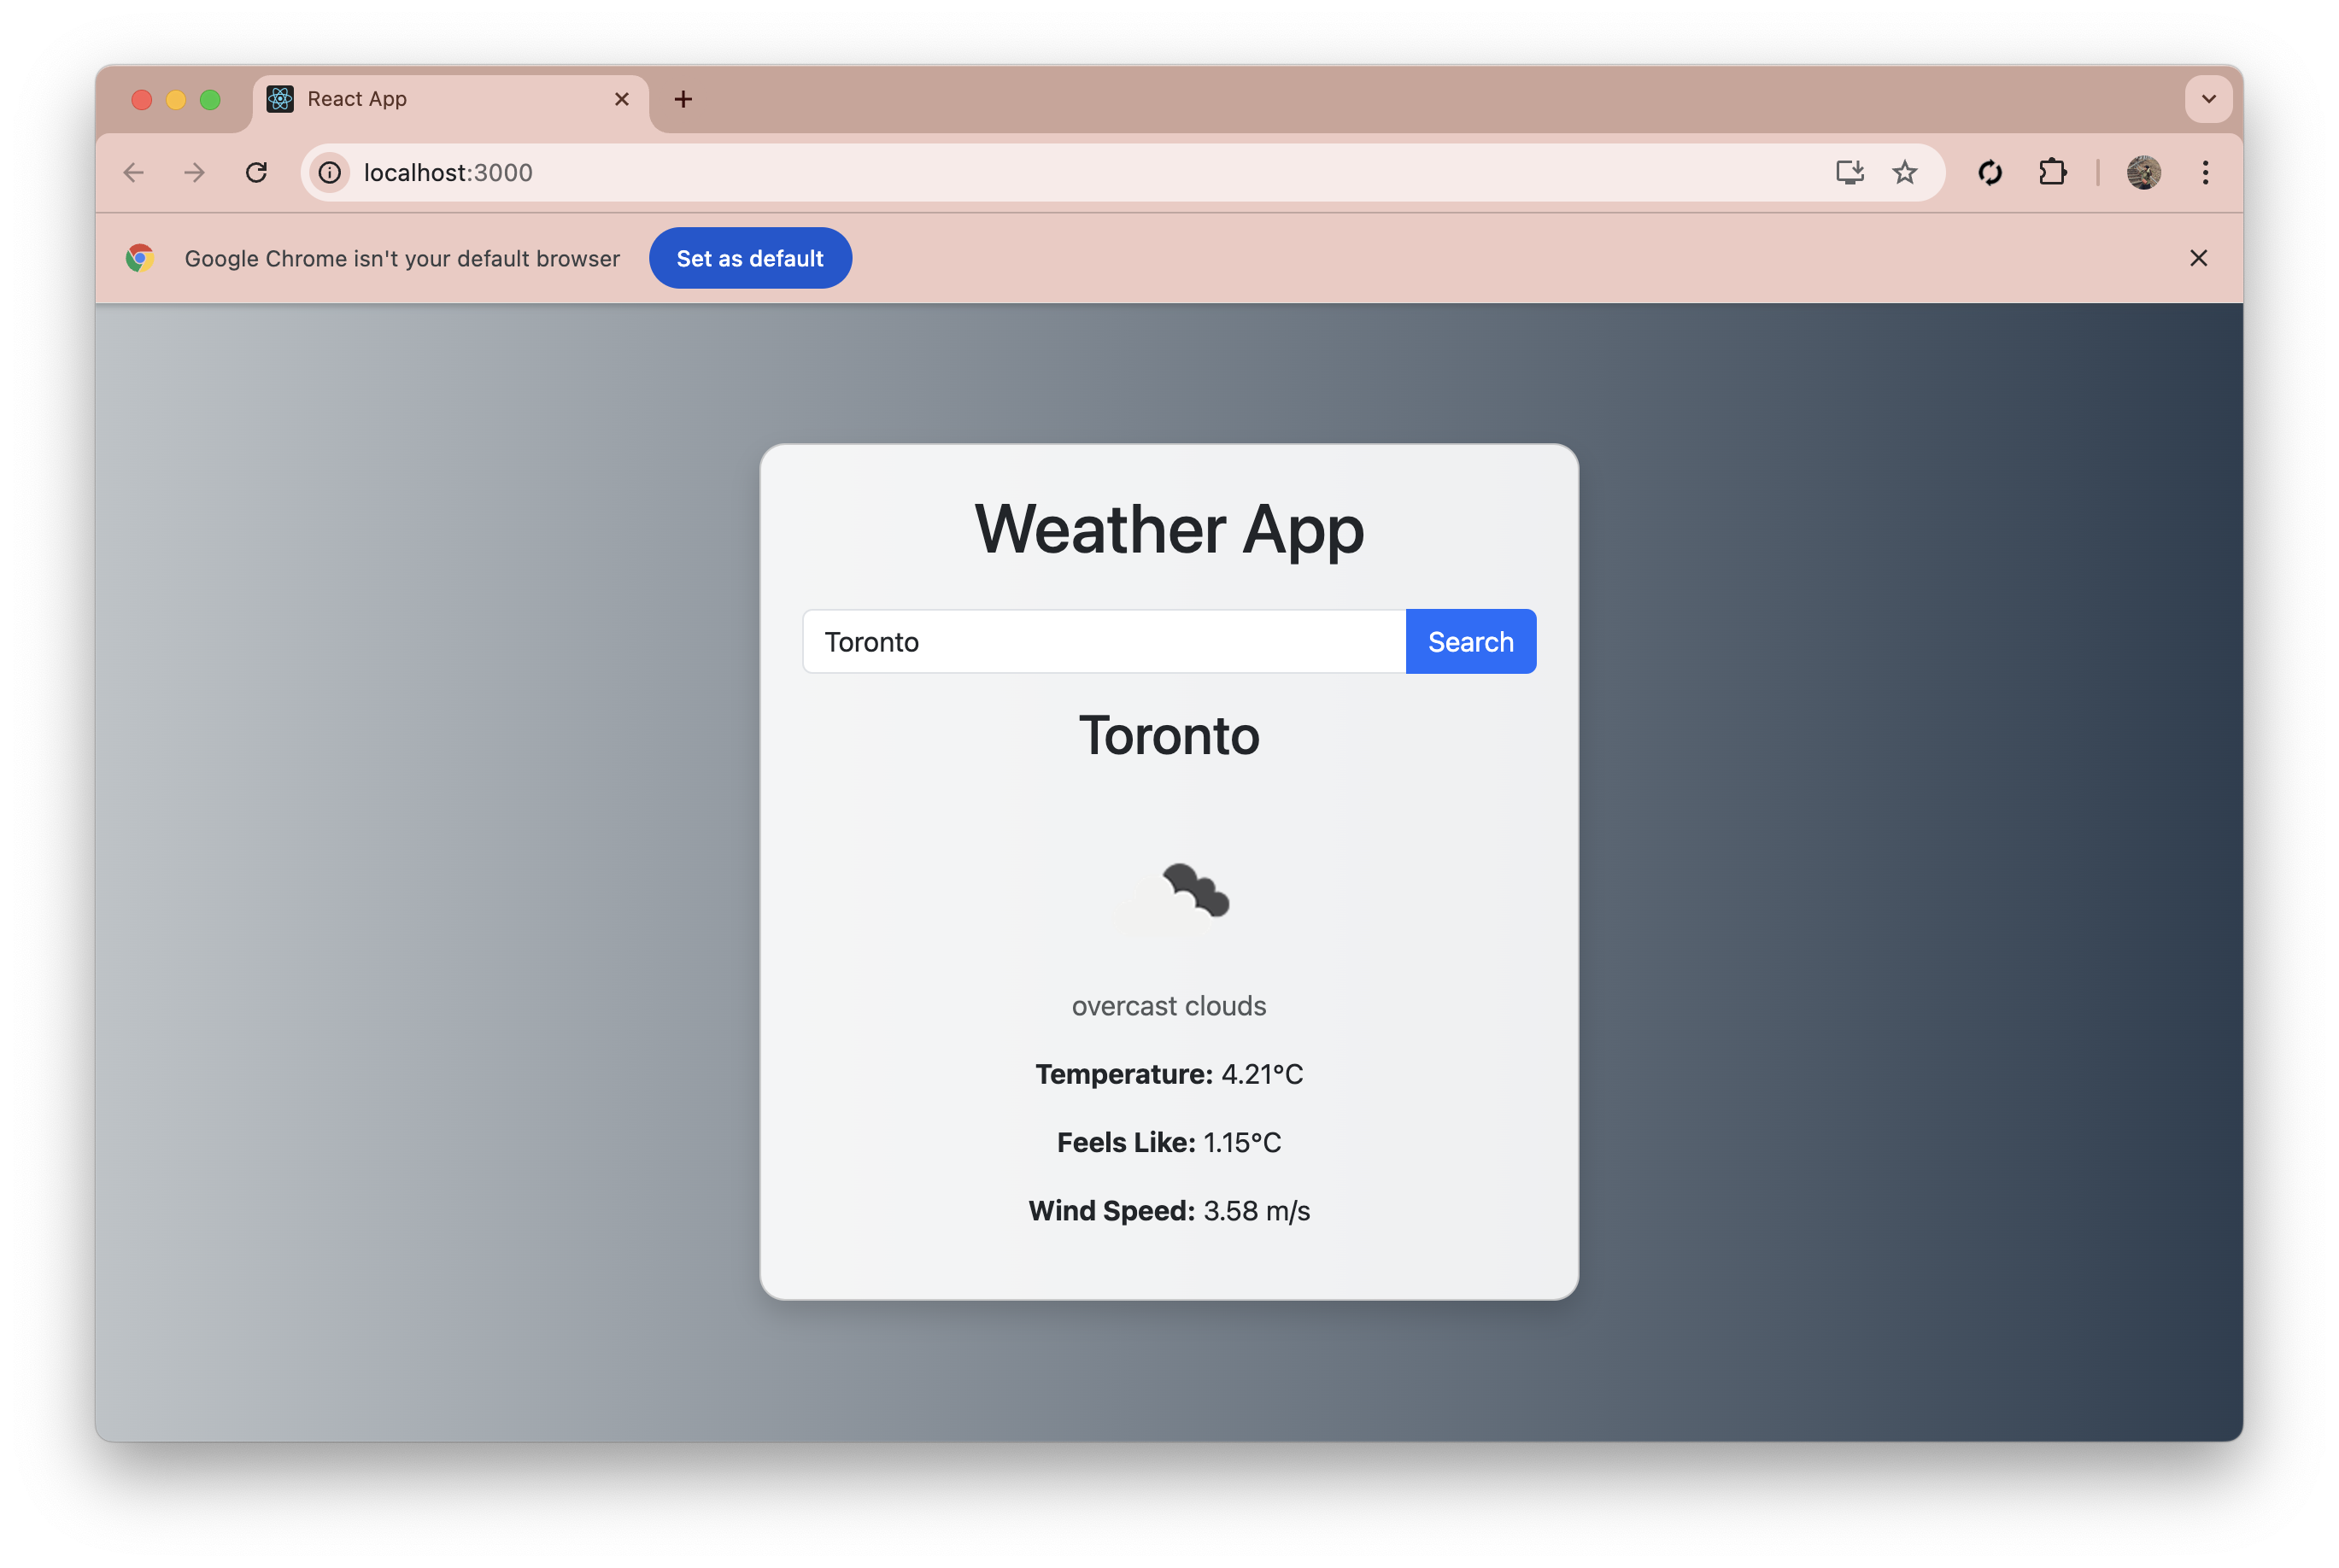 React App
localhost:3000
Google Chrome isn't your default browser Set as default
Weather App
Toronto Search
Toronto
overcast clouds
Temperature: 4.21°C
Feels Like: 1.15°C
Wind Speed: 3.58 m/s